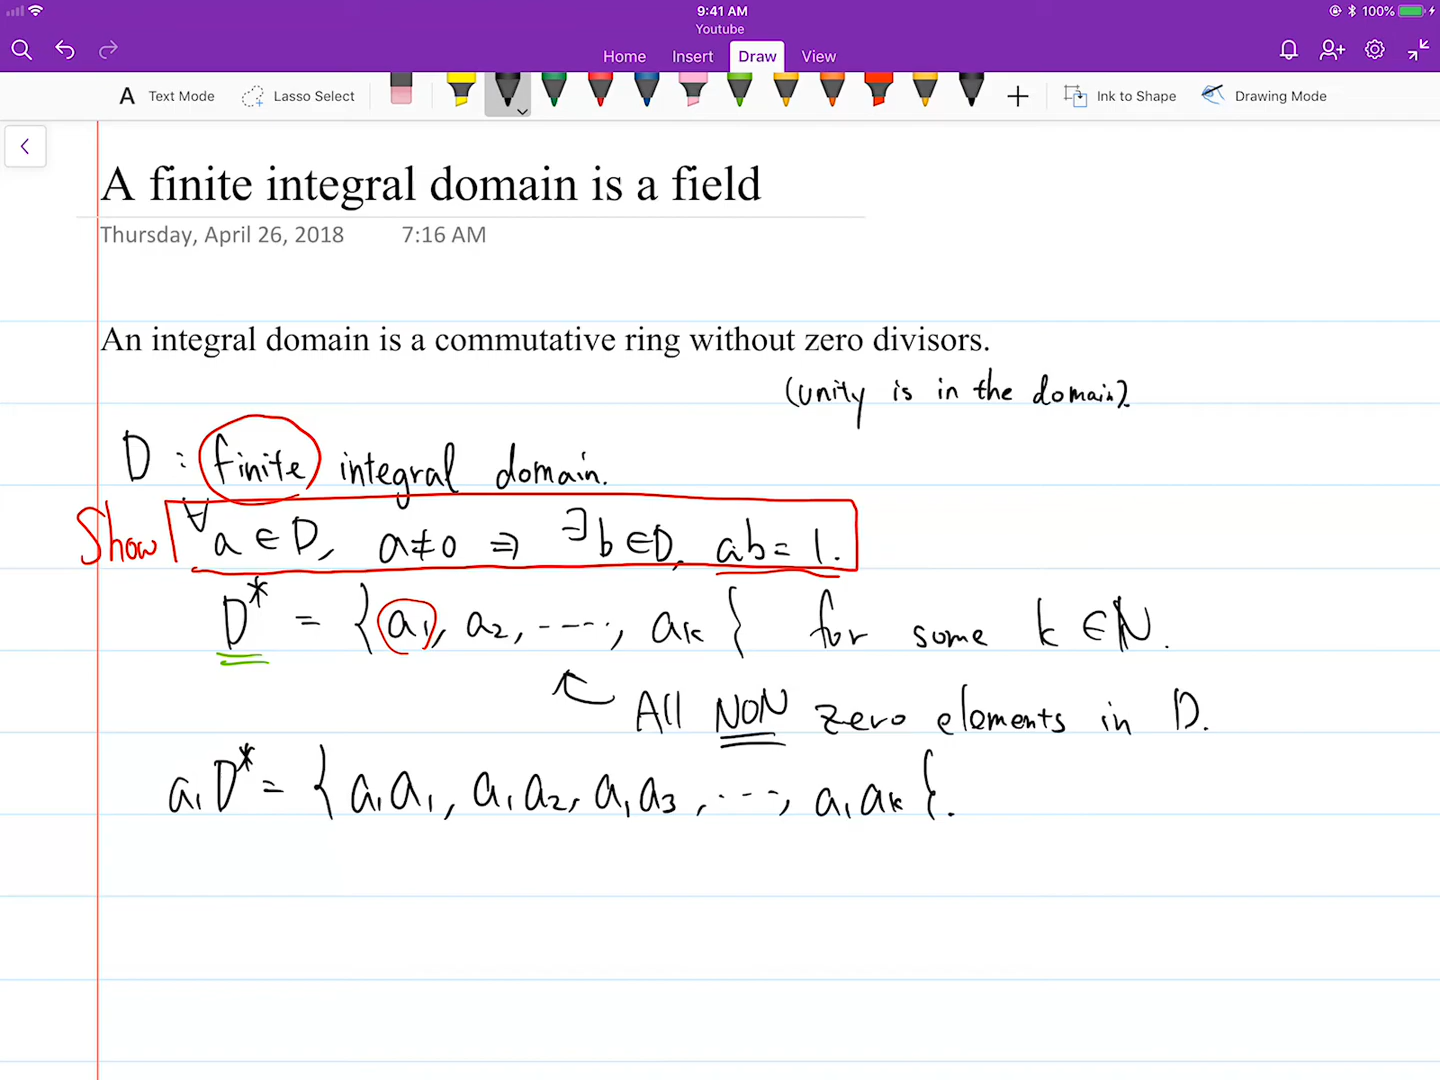 9:41 AM
100%
Youtube
Home Insert Draw View
A Text Mode Lasso Select Ink to Shape Drawing Mode
A finite integral domain is a field
Thursday, April 26, 2018 7:16 AM
An integral domain is a commutative ring without zero divisors.
(unity is in the domain)
D : finite integral domain.
Show ∀a ∈ D, a ≠ 0 ⇒ ∃b ∈ D, ab = 1.
D* = {a₁, a₂, ----, aₖ} for some k ∈ ℕ.
All NON zero elements in D.
a₁D* = {a₁a₁, a₁a₂, a₁a₃, ..., a₁aₖ}.